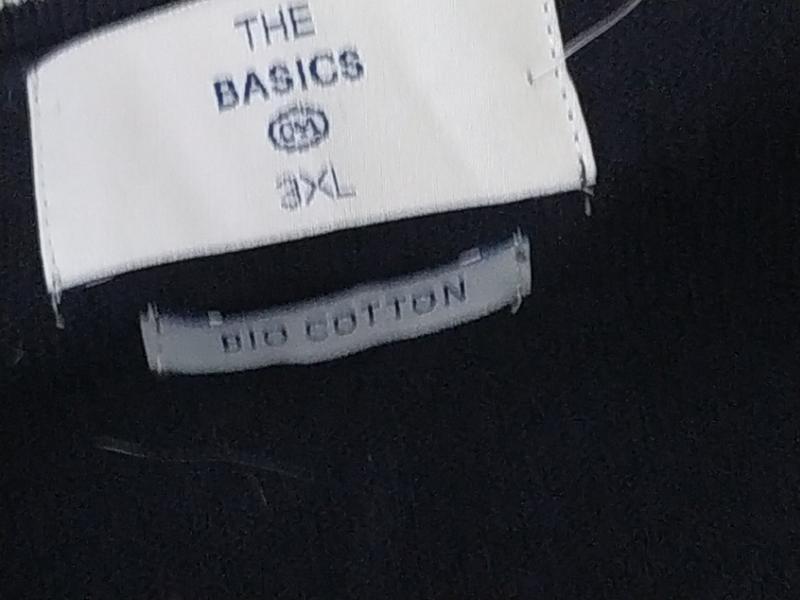 THE
BASICS
3XL
BIO COTTON